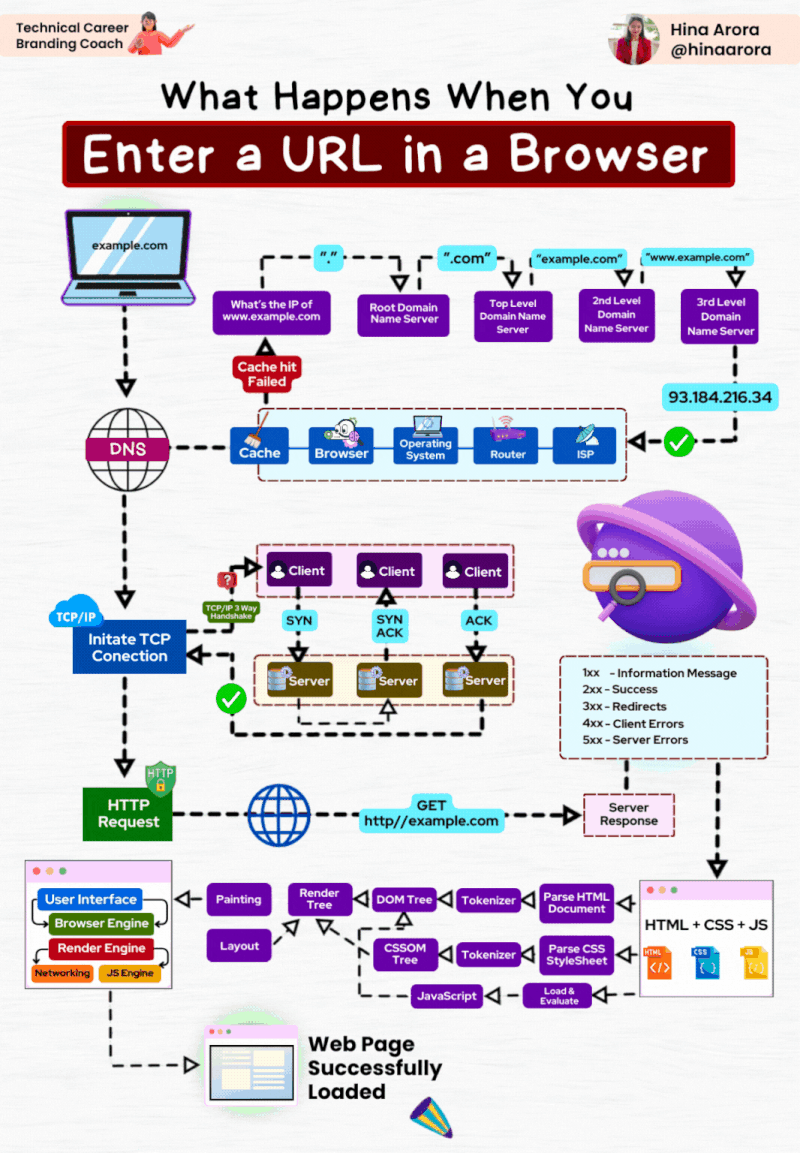 Technical Career
Branding Coach
Hina Arora
@hinaarora
What Happens When You
Enter a URL in a Browser
example.com
"."
".com"
"example.com"
"www.example.com"
What's the IP of
www.example.com
Root Domain
Name Server
Top Level
Domain Name
Server
2nd Level
Domain
Name Server
3rd Level
Domain
Name Server
Cache hit
Failed
93.184.216.34
DNS
Cache
Browser
Operating
System
Router
ISP
TCP/IP
Initate TCP
Conection
?
TCP/IP 3 Way
Handshake
Client
Client
Client
SYN
SYN
ACK
ACK
Server
Server
Server
1xx - Information Message
2xx - Success
3xx - Redirects
4xx - Client Errors
5xx - Server Errors
HTTP
HTTP
Request
GET
http//example.com
Server
Response
User Interface
Browser Engine
Render Engine
Networking
JS Engine
Painting
Layout
Render
Tree
DOM Tree
Tokenizer
Parse HTML
Document
CSSOM
Tree
Tokenizer
Parse CSS
StyleSheet
JavaScript
Load &
Evaluate
HTML + CSS + JS
HTML
CSS
JS
Web Page
Successfully
Loaded